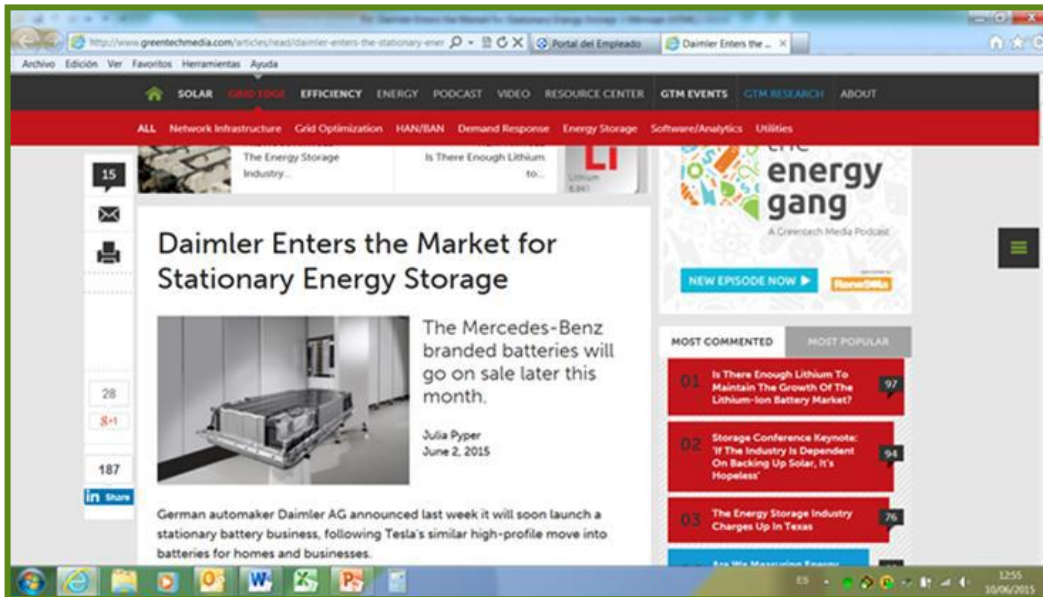 http://www.greentechmedia.com/articles/read/daimler-enters-the-stationary-ener
Portal del Empleado
Daimler Enters the ...
Archivo Edición Ver Favoritos Herramientas Ayuda
SOLAR GRID EDGE EFFICIENCY ENERGY PODCAST VIDEO RESOURCE CENTER GTM EVENTS GTM RESEARCH ABOUT
ALL Network Infrastructure Grid Optimization HAN/BAN Demand Response Energy Storage Software/Analytics Utilities
15
The Energy Storage
Industry...
Is There Enough Lithium
to...
Li
Lithium
6.941
the
energy
gang
A Greentech Media Podcast
NEW EPISODE NOW
RenoSola
Daimler Enters the Market for
Stationary Energy Storage
The Mercedes-Benz
branded batteries will
go on sale later this
month.
Julia Pyper
June 2, 2015
28
g+1
187
in Share
German automaker Daimler AG announced last week it will soon launch a
stationary battery business, following Tesla's similar high-profile move into
batteries for homes and businesses.
MOST COMMENTED MOST POPULAR
01 Is There Enough Lithium To
Maintain The Growth Of The
Lithium-Ion Battery Market?
97
02 Storage Conference Keynote:
'If The Industry Is Dependent
On Backing Up Solar, It's
Hopeless'
94
03 The Energy Storage Industry
Charges Up In Texas
76
Are We Measuring Energy
ES
12:55
10/06/2015